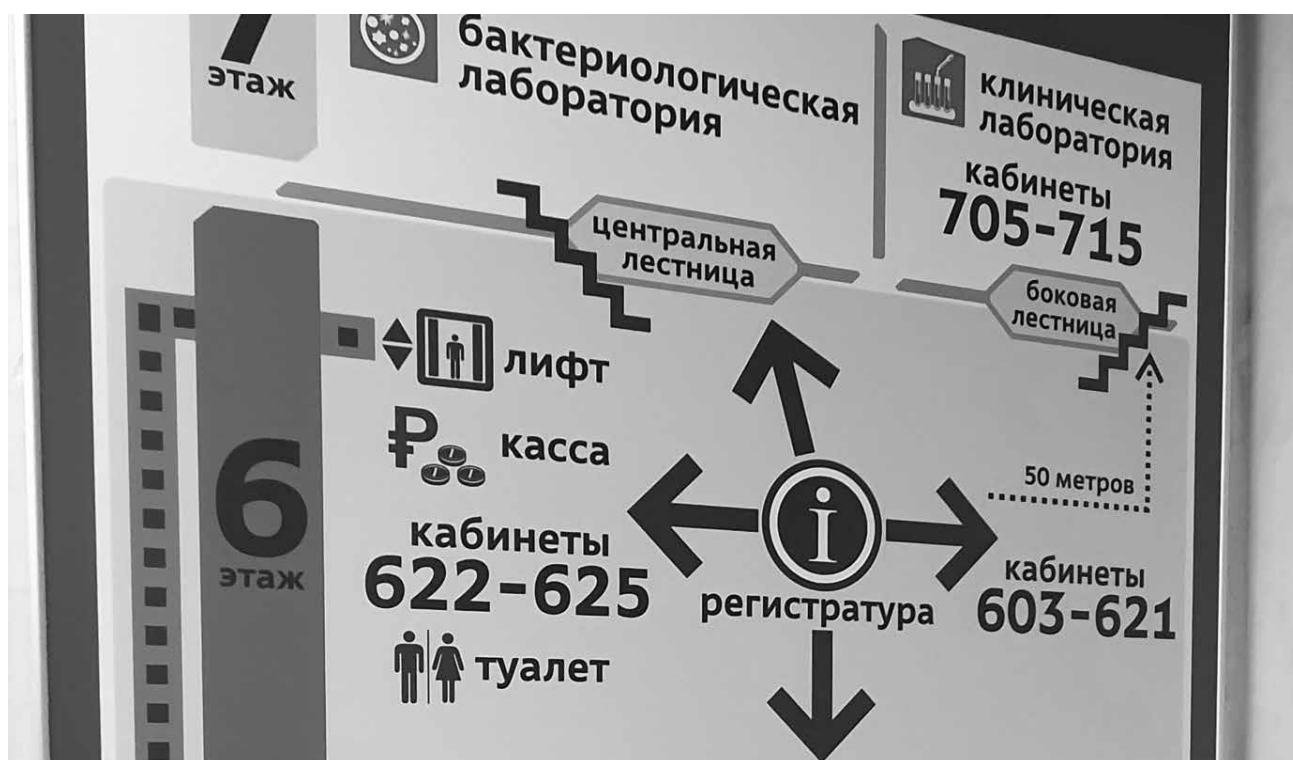 7
этаж
бактериологическая
лаборатория
клиническая
лаборатория
кабинеты
705-715
центральная
лестница
боковая
лестница
6
этаж
лифт
₽ касса
кабинеты
622-625
туалет
i
регистратура
50 метров
кабинеты
603-621